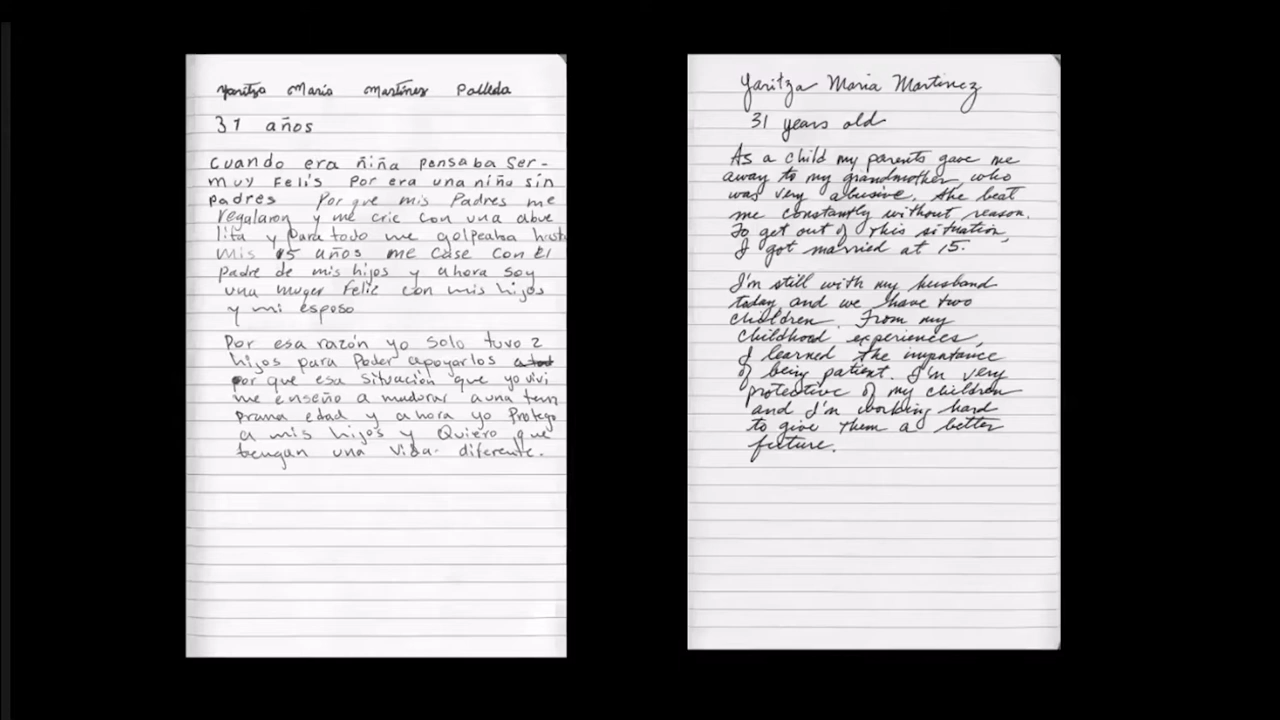 Yaritza Maria Martinez Palleda
31 años
cuando era ñiña pensaba Ser-
muy Felis Por era una niña sin
padres Por que mis Padres me
regalaron y me crie con una abue
lita y para todo me golpeaba hasta
mis 15 años me case con El
padre de mis hijos y ahora soy
una muger Feliz con mis hijos
y mi esposo
Por esa razón yo solo tuvo 2
hijos para Poder apoyarlos
por que esa Situación que yo vivi
me enseño a mudorar a una tem
prana edad y ahora yo Protego
a mis hijos y Quiero que
tengan una vida diferente.
Yaritza Maria Martinez
31 years old
As a child my parents gave me
away to my grandmother, who
was very abusive, she beat
me constantly without reason.
To get out of this situation,
I got married at 15.
I'm still with my husband
today and we have two
children. From my
childhood experiences,
I learned the importance
of being patient. I'm very
protective of my children
and I'm working hard
to give them a better
future.